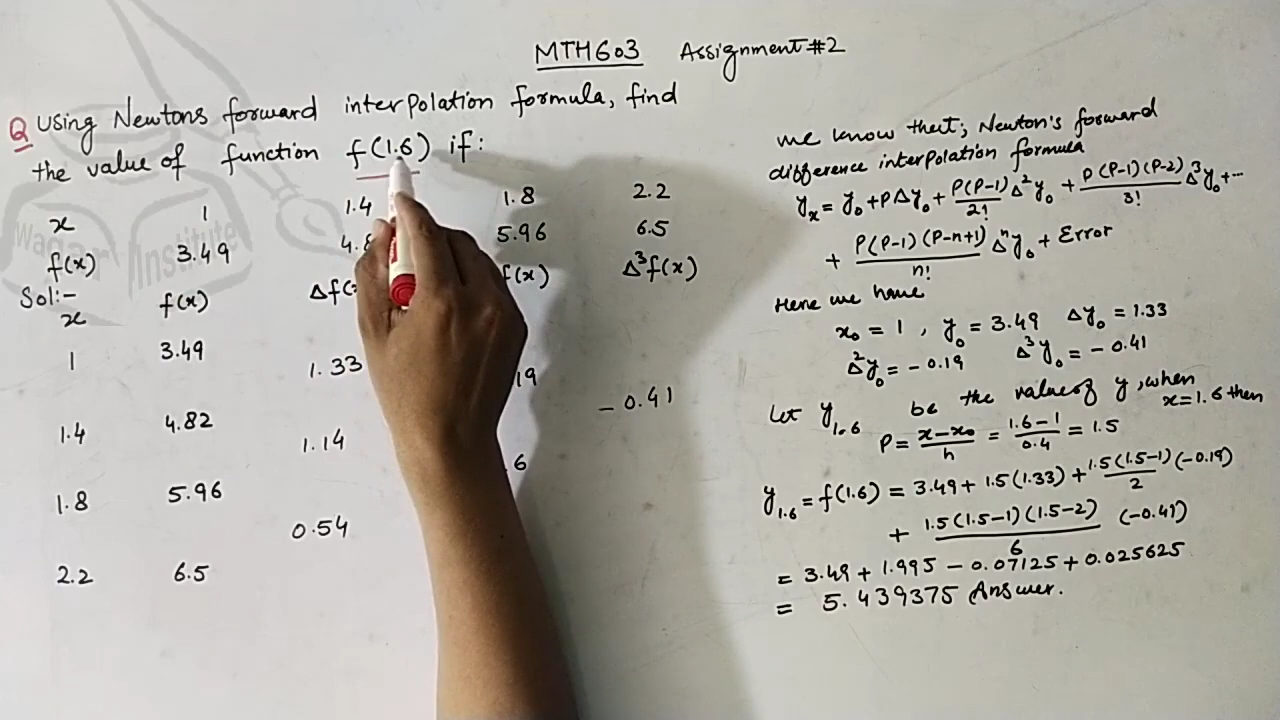 MTH603 Assignment #2
Q Using Newtons forward interpolation formula, find
the value of function f(1.6) if:
x 1 1.4 1.8 2.2
f(x) 3.49 4.8 5.96 6.5
Sol:-
x f(x) Δf( f(x) Δ³f(x)
1 3.49
1.33
1.4 4.82 19
1.14 -0.41
1.8 5.96 .6
0.54
2.2 6.5
We know that; Newton's forward
difference interpolation formula
yₓ = y₀ + PΔy₀ + P(P-1)/2! Δ²y₀ + P(P-1)(P-2)/3! Δ³y₀ + ...
+ P(P-1)(P-n+1)/n! Δⁿy₀ + Error
Here we have
x₀ = 1 , y₀ = 3.49 Δy₀ = 1.33
Δ²y₀ = -0.19 Δ³y₀ = -0.41
Let y₁.₆ be the value of y, when
x=1.6 then
P = x-x₀/h = 1.6-1/0.4 = 1.5
y₁.₆ = f(1.6) = 3.49 + 1.5(1.33) + 1.5(1.5-1)/2 (-0.19)
+ 1.5(1.5-1)(1.5-2)/6 (-0.41)
= 3.49 + 1.995 - 0.07125 + 0.025625
= 5.439375 Answer.
Waqar
Institute